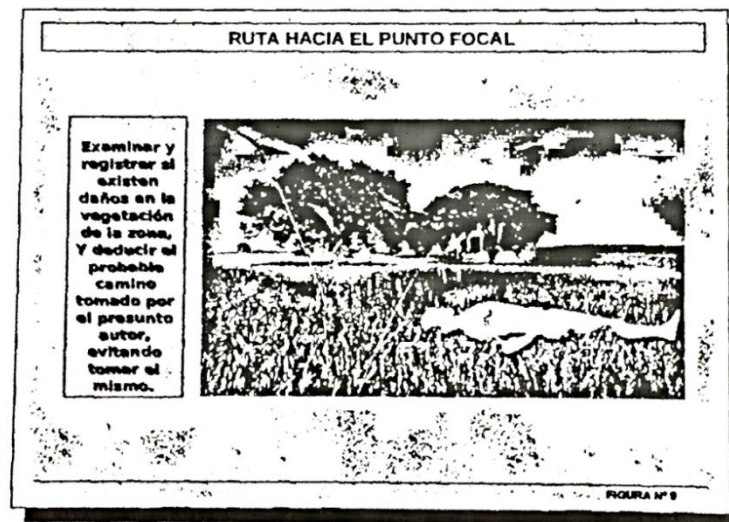 RUTA HACIA EL PUNTO FOCAL
Examinar y
registrar si
existen
daños en la
vegetación
de la zona,
Y deducir el
probable
camino
tomado por
el presunto
autor,
evitando
tomar el
mismo.
FIGURA Nº 9